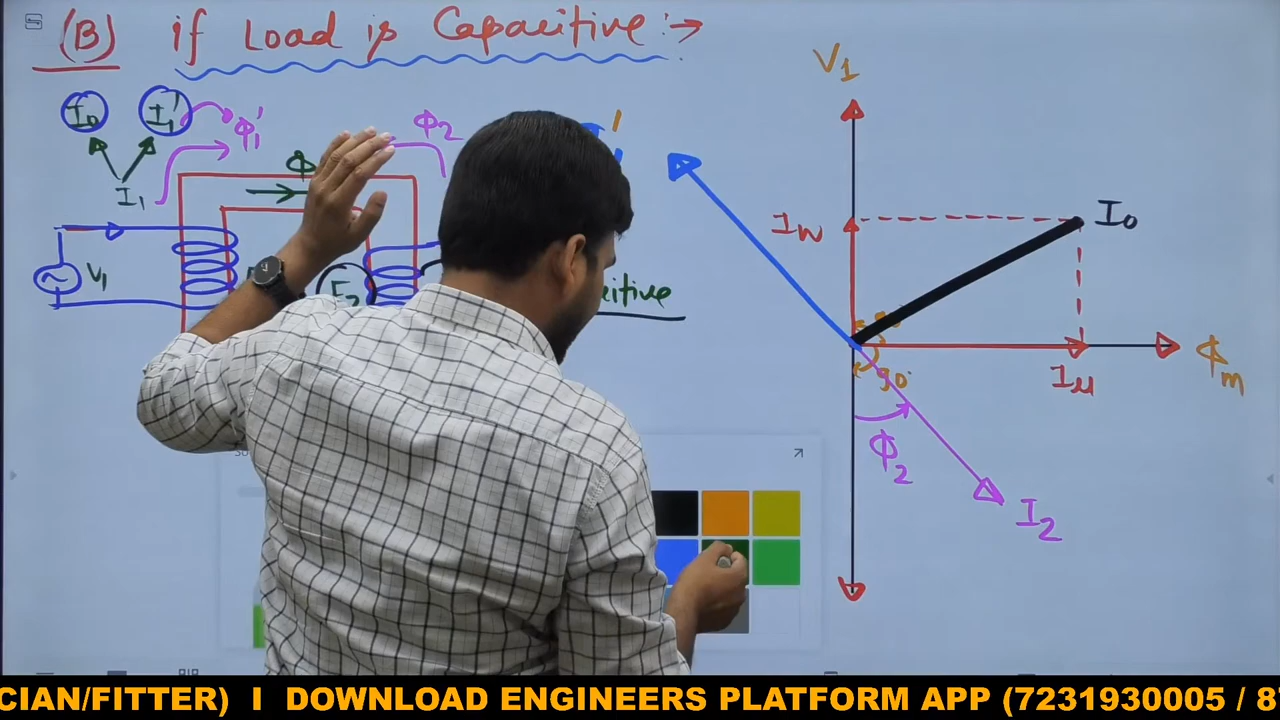 (B) if Load is Capacitive:→
V1
I0 I1'
Φ1'
Φ2
Φ
I1
V1
E2
Iw
I0
90°
Iμ
Φm
Φ2
I2
CIAN/FITTER) I DOWNLOAD ENGINEERS PLATFORM APP (7231930005 / 8